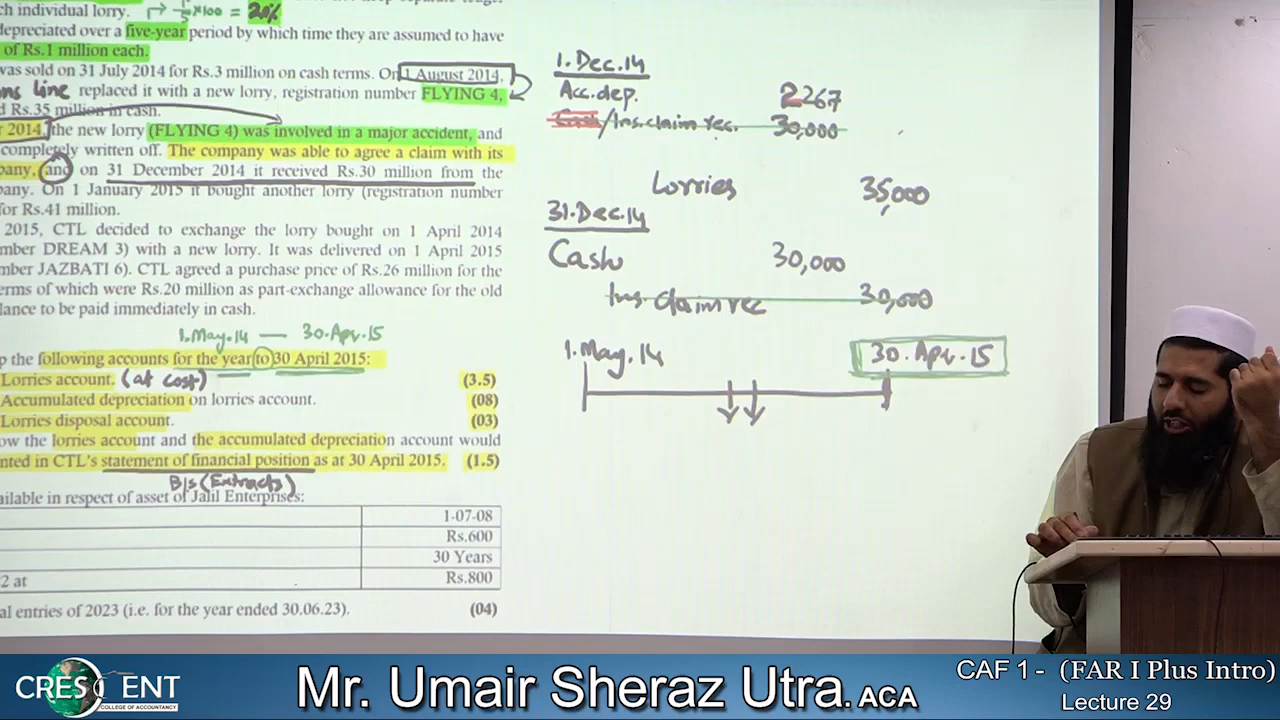 ch individual lorry. 1/5 ×100 = 20%
depreciated over a five-year period by which time they are assumed to have
of Rs.1 million each.
was sold on 31 July 2014 for Rs.3 million on cash terms. On 1 August 2014,
ons line replaced it with a new lorry, registration number FLYING 4,
d Rs.35 million in cash.
r 2014, the new lorry (FLYING 4) was involved in a major accident, and
completely written off. The company was able to agree a claim with its
pany, and on 31 December 2014 it received Rs.30 million from the
pany. On 1 January 2015 it bought another lorry (registration number
for Rs.41 million.
2015, CTL decided to exchange the lorry bought on 1 April 2014
mber DREAM 3) with a new lorry. It was delivered on 1 April 2015
mber JAZBATI 6). CTL agreed a purchase price of Rs.26 million for the
erms of which were Rs.20 million as part-exchange allowance for the old
lance to be paid immediately in cash.
1.May.14 — 30.Apr.15
p the following accounts for the year to 30 April 2015:
Lorries account. (at cost) (3.5)
Accumulated depreciation on lorries account. (08)
Lorries disposal account. (03)
ow the lorries account and the accumulated depreciation account would
nted in CTL's statement of financial position as at 30 April 2015. (1.5)
B/s (Extracts)
ailable in respect of asset of Jalil Enterprises:
1-07-08
Rs.600
30 Years
2 at Rs.800
al entries of 2023 (i.e. for the year ended 30.06.23). (04)
1.Dec.14
Acc.dep. 2267
Cash/Ins.claim rec. 30,000
Lorries 35,000
31.Dec.14
Cash 30,000
Ins claim rec 30,000
1.May.14 30.Apr.15
CRESCENT
COLLEGE OF ACCOUNTANCY
Mr. Umair Sheraz Utra. ACA
CAF 1 - (FAR I Plus Intro)
Lecture 29